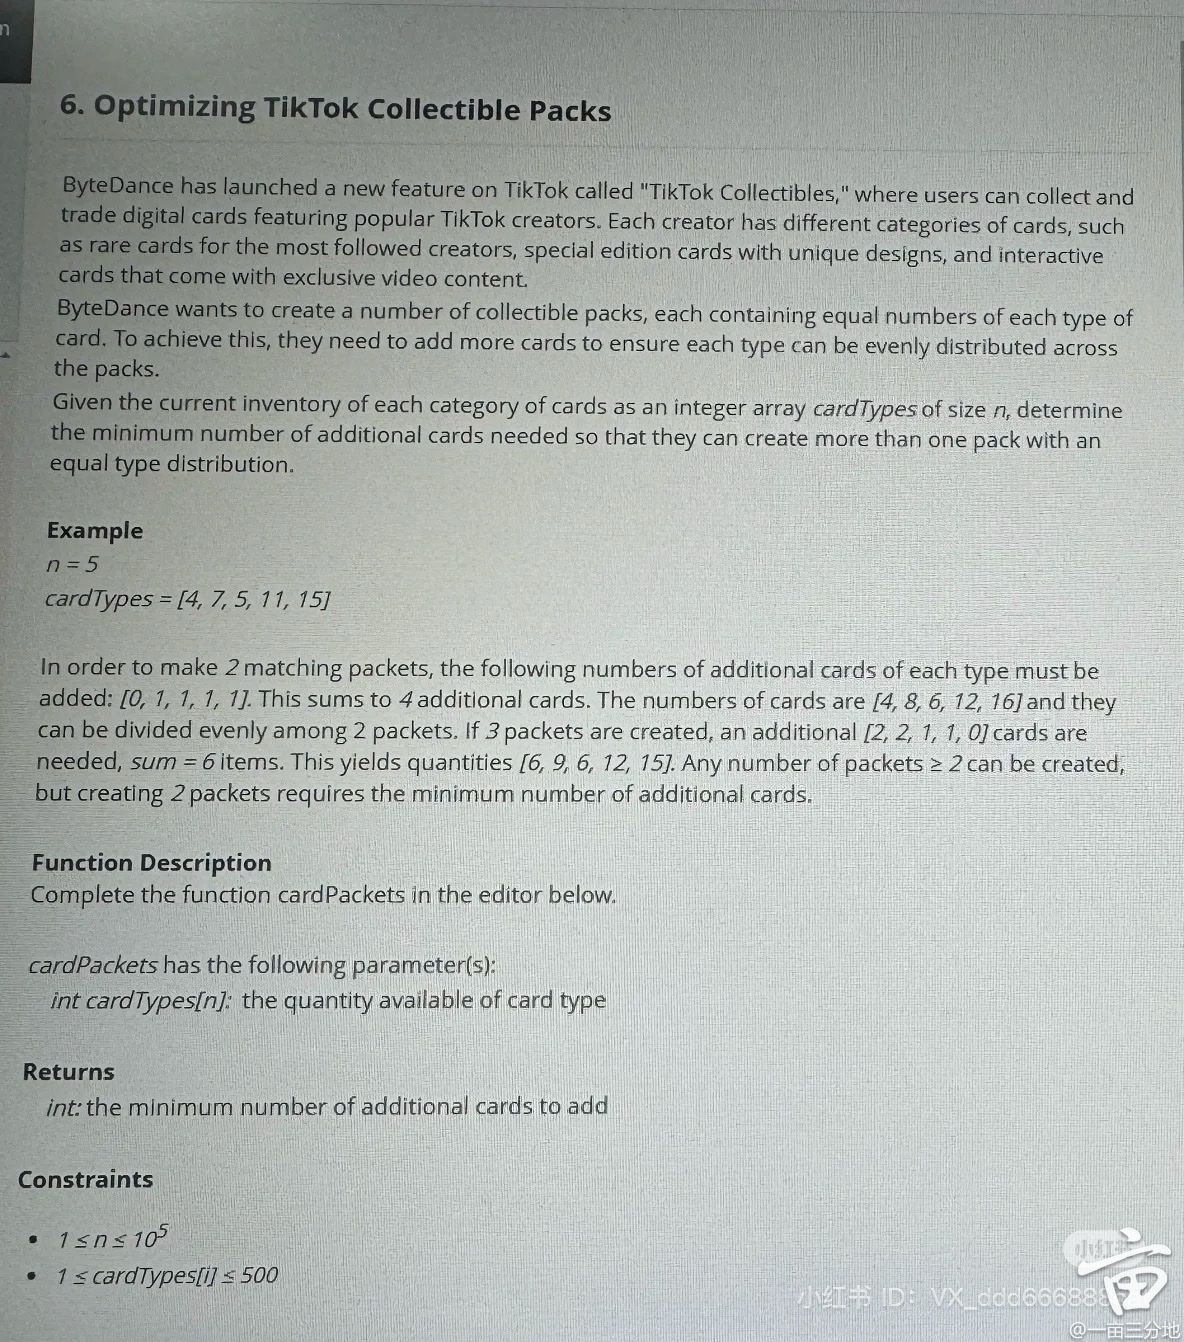 n
6. Optimizing TikTok Collectible Packs
ByteDance has launched a new feature on TikTok called "TikTok Collectibles," where users can collect and
trade digital cards featuring popular TikTok creators. Each creator has different categories of cards, such
as rare cards for the most followed creators, special edition cards with unique designs, and interactive
cards that come with exclusive video content.
ByteDance wants to create a number of collectible packs, each containing equal numbers of each type of
card. To achieve this, they need to add more cards to ensure each type can be evenly distributed across
the packs.
Given the current inventory of each category of cards as an integer array cardTypes of size n, determine
the minimum number of additional cards needed so that they can create more than one pack with an
equal type distribution.
Example
n = 5
cardTypes = [4, 7, 5, 11, 15]
In order to make 2 matching packets, the following numbers of additional cards of each type must be
added: [0, 1, 1, 1, 1]. This sums to 4 additional cards. The numbers of cards are [4, 8, 6, 12, 16] and they
can be divided evenly among 2 packets. If 3 packets are created, an additional [2, 2, 1, 1, 0] cards are
needed, sum = 6 items. This yields quantities [6, 9, 6, 12, 15]. Any number of packets ≥ 2 can be created,
but creating 2 packets requires the minimum number of additional cards.
Function Description
Complete the function cardPackets in the editor below.
cardPackets has the following parameter(s):
int cardTypes[n]: the quantity available of card type
Returns
int: the minimum number of additional cards to add
Constraints
• 1 ≤ n ≤ 10⁵
• 1 ≤ cardTypes[i] ≤ 500
小红书
小红书 ID: VX_ddd66688
@一亩三分地